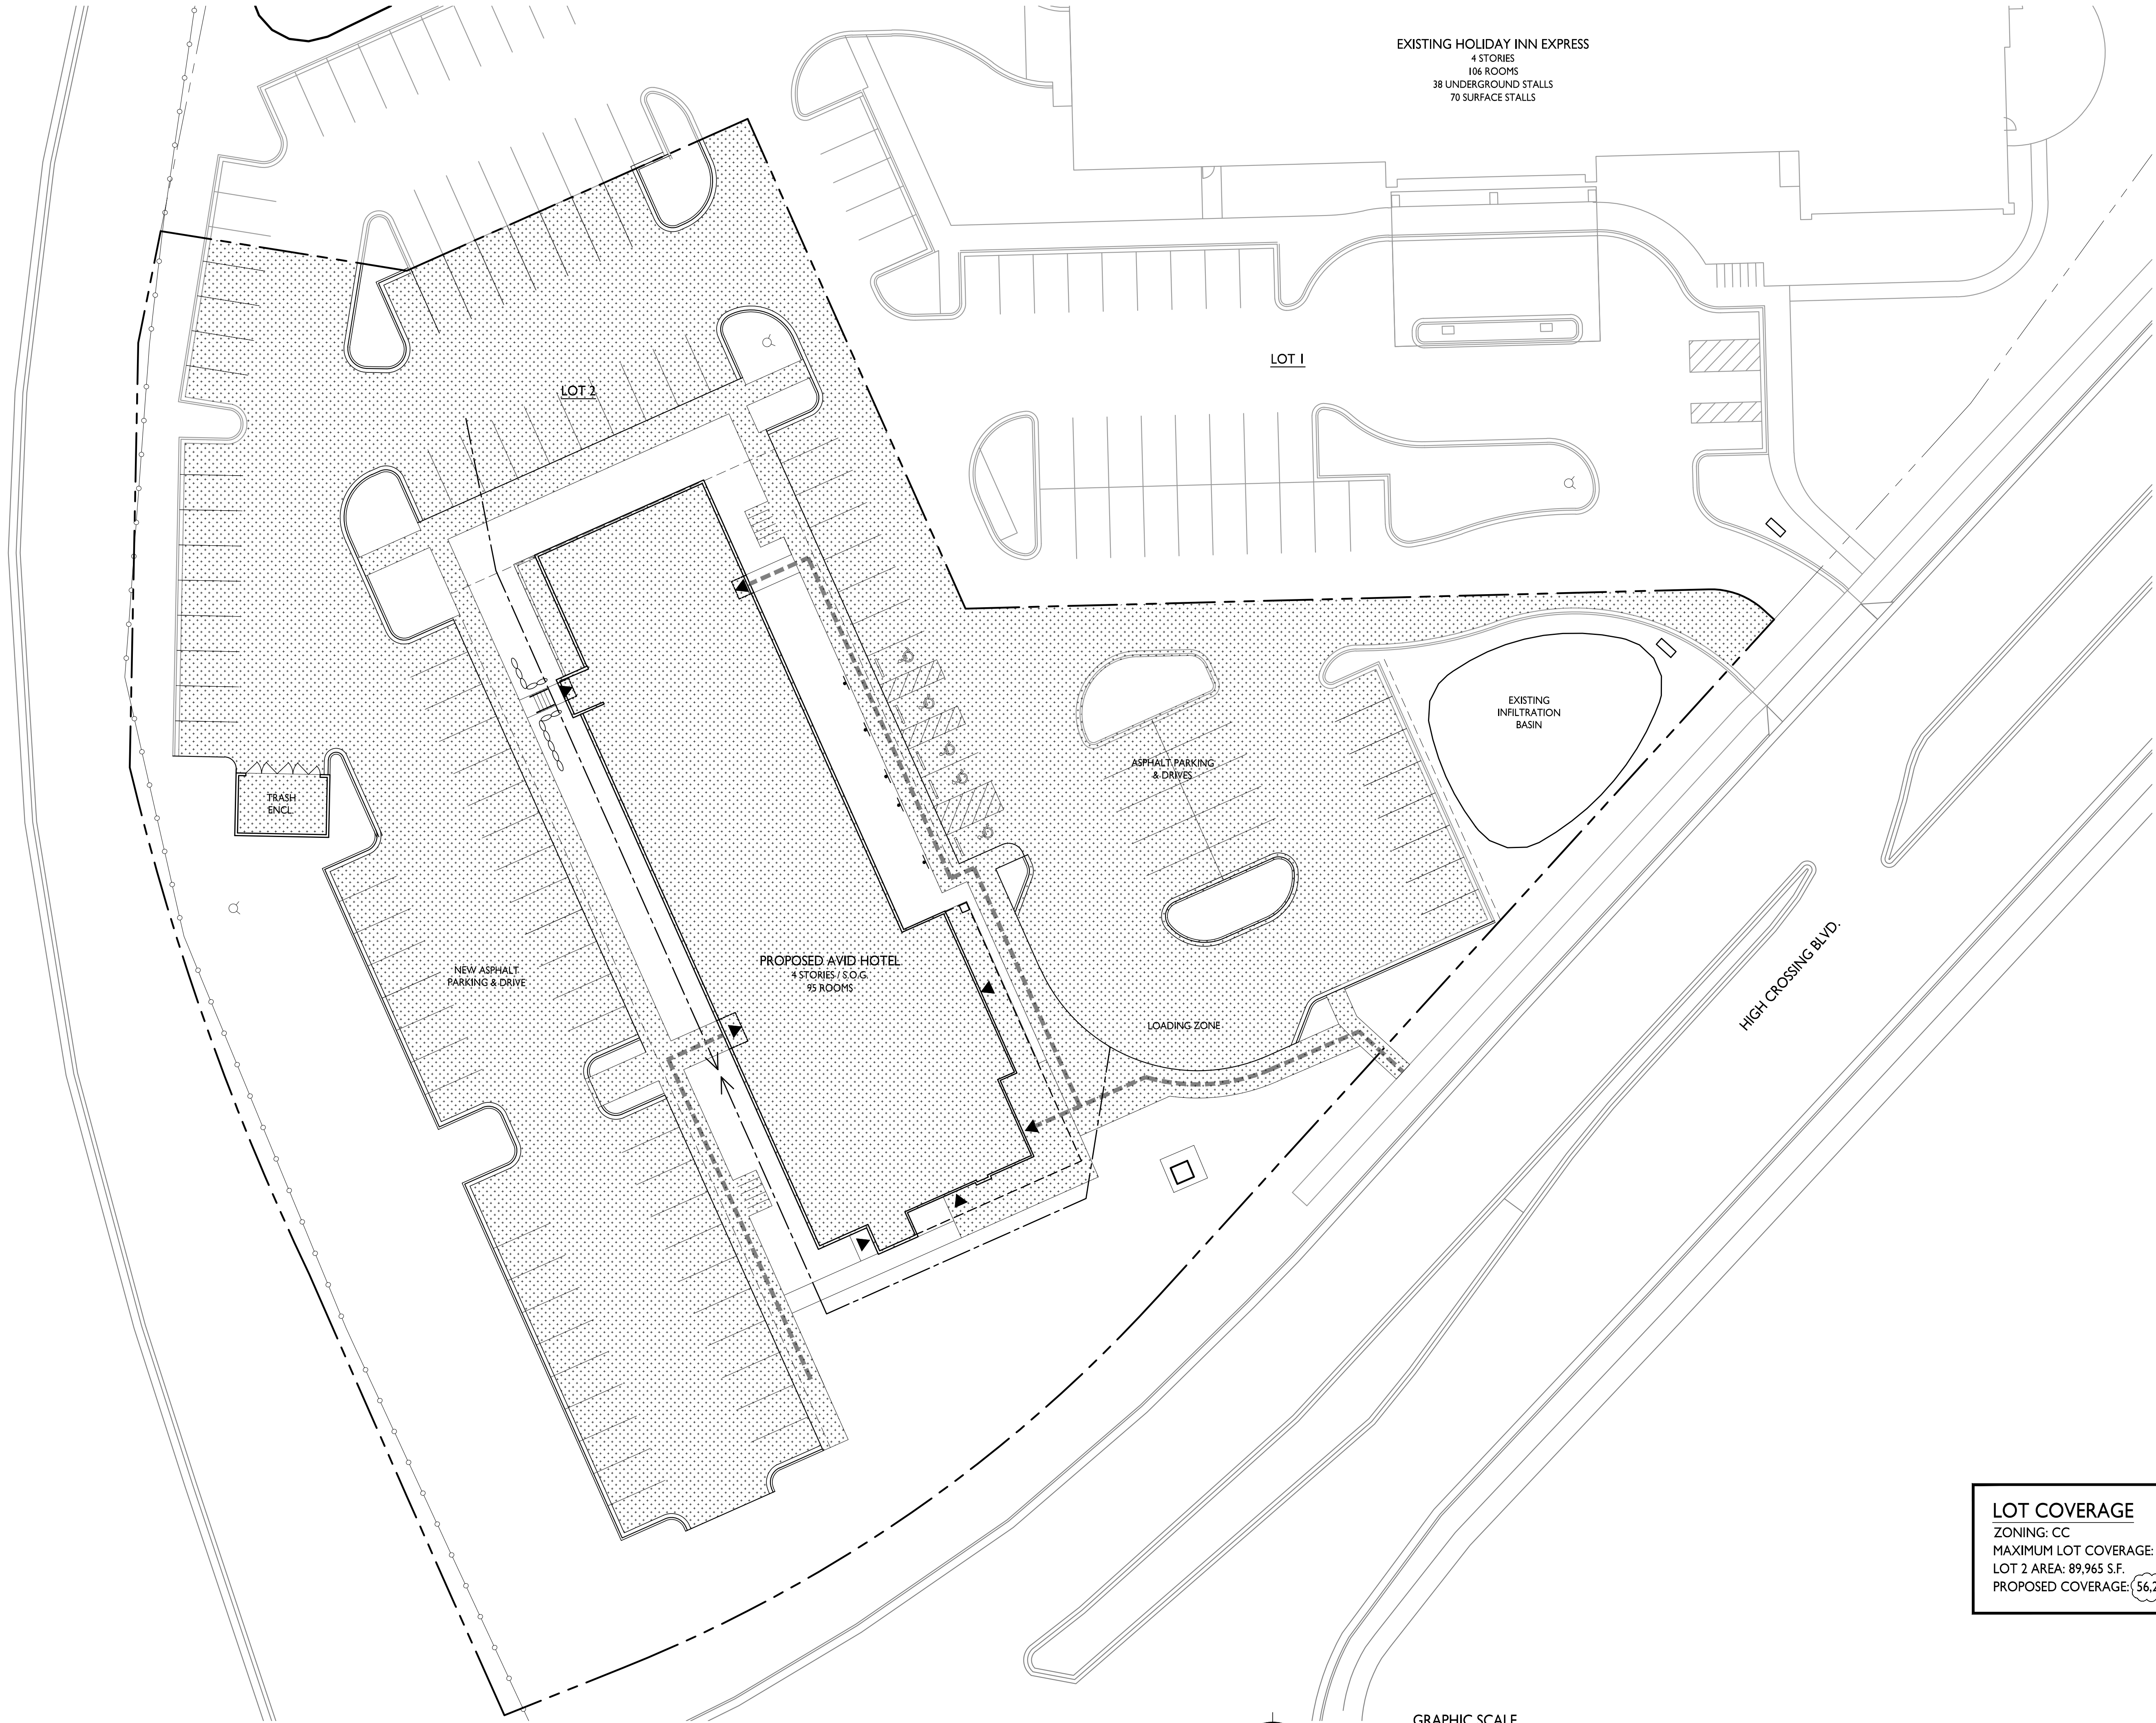 EXISTING HOLIDAY INN EXPRESS
4 STORIES
106 ROOMS
38 UNDERGROUND STALLS
70 SURFACE STALLS
LOT 1
LOT 2
EXISTING
INFILTRATION
BASIN
ASPHALT PARKING
& DRIVES
TRASH
ENCL.
NEW ASPHALT
PARKING & DRIVE
PROPOSED AVID HOTEL
4 STORIES / S.O.G.
95 ROOMS
LOADING ZONE
HIGH CROSSING BLVD.
LOT COVERAGE
ZONING: CC
MAXIMUM LOT COVERAGE:
LOT 2 AREA: 89,965 S.F.
PROPOSED COVERAGE: 56,2
GRAPHIC SCALE